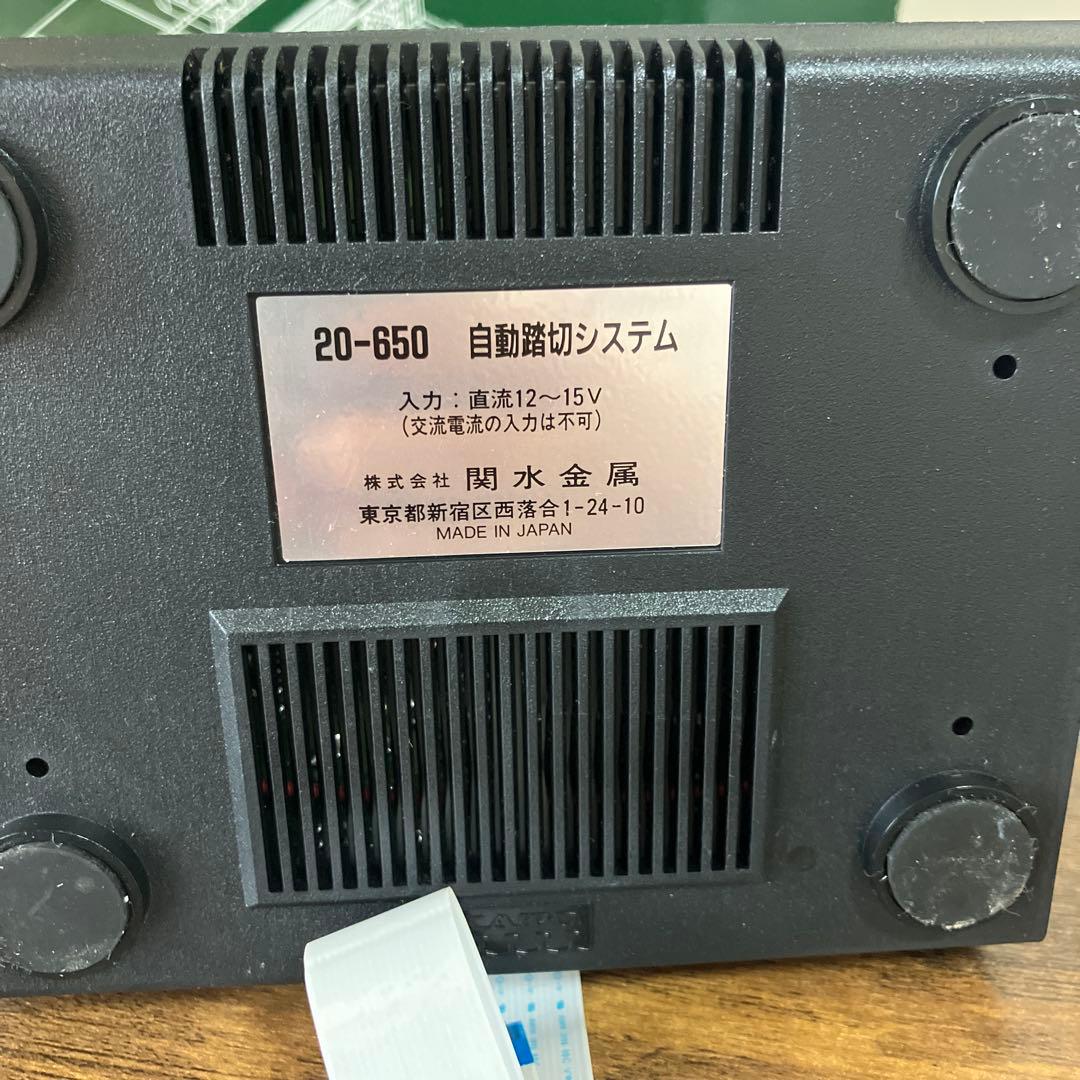 20-650 自動踏切システム
入力：直流12〜15V
(交流電流の入力は不可)
株式会社 関水金属
東京都新宿区西落合1-24-10
MADE IN JAPAN
KATO